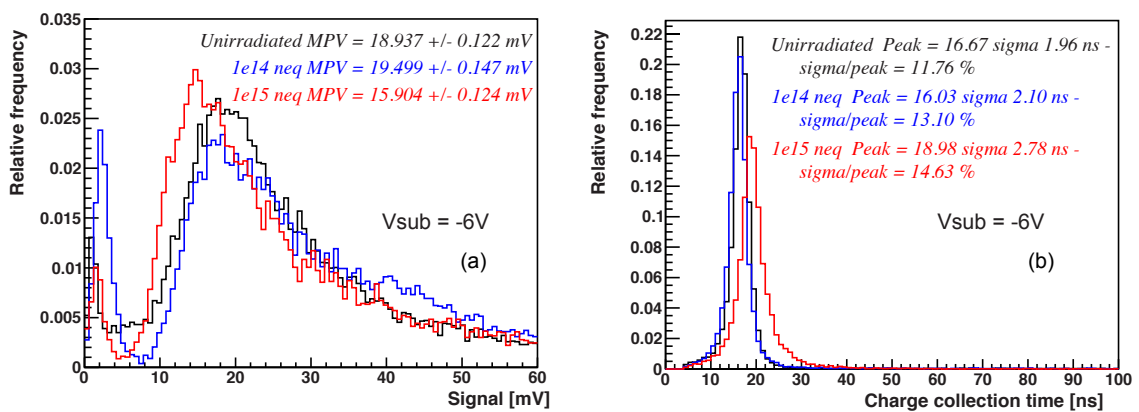 Relative frequency
0.035
0.03
0.025
0.02
0.015
0.01
0.005
0
0 10 20 30 40 50 60
Signal [mV]
Unirradiated MPV = 18.937 +/- 0.122 mV
1e14 neq MPV = 19.499 +/- 0.147 mV
1e15 neq MPV = 15.904 +/- 0.124 mV
Vsub = -6V
(a)
Relative frequency
0.22
0.2
0.18
0.16
0.14
0.12
0.1
0.08
0.06
0.04
0.02
0
0 10 20 30 40 50 60 70 80 90 100
Charge collection time [ns]
Unirradiated Peak = 16.67 sigma 1.96 ns -
sigma/peak = 11.76 %
1e14 neq Peak = 16.03 sigma 2.10 ns -
sigma/peak = 13.10 %
1e15 neq Peak = 18.98 sigma 2.78 ns -
sigma/peak = 14.63 %
Vsub = -6V
(b)